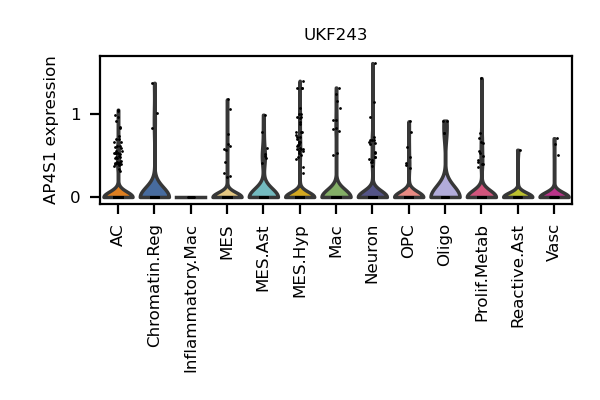 UKF243
AP4S1 expression
1
0
AC
Chromatin.Reg
Inflammatory.Mac
MES
MES.Ast
MES.Hyp
Mac
Neuron
OPC
Oligo
Prolif.Metab
Reactive.Ast
Vasc